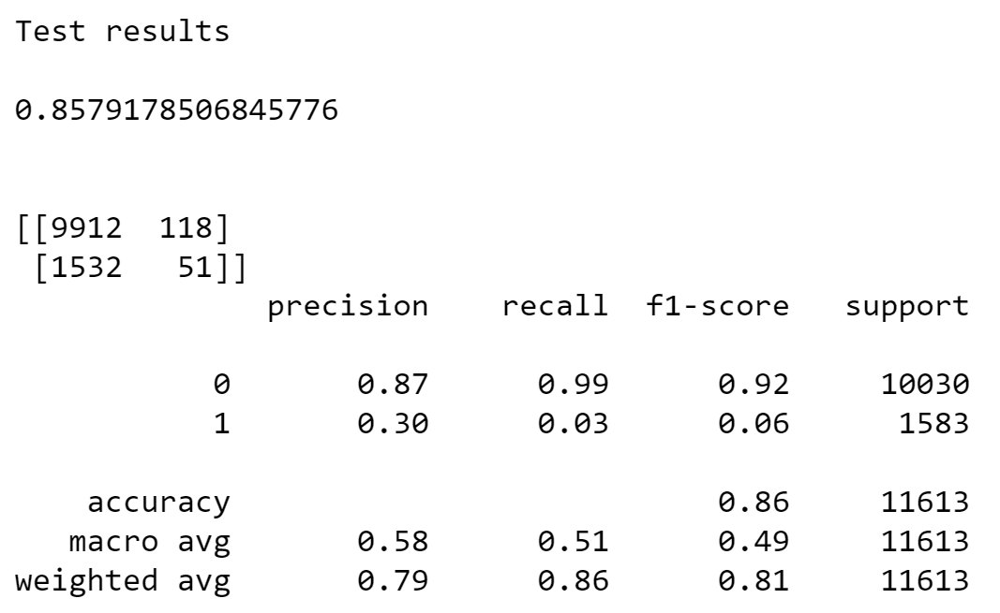 Test results
0.8579178506845776
[[9912  118]
 [1532   51]]
              precision    recall  f1-score   support
           0       0.87      0.99      0.92     10030
           1       0.30      0.03      0.06      1583
    accuracy                           0.86     11613
   macro avg       0.58      0.51      0.49     11613
weighted avg       0.79      0.86      0.81     11613